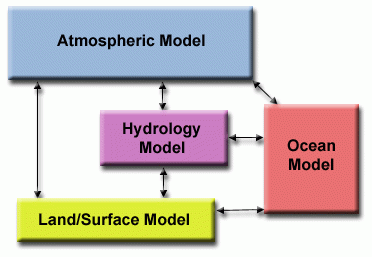 Atmospheric Model
Hydrology
Model
Ocean
Model
Land/Surface Model